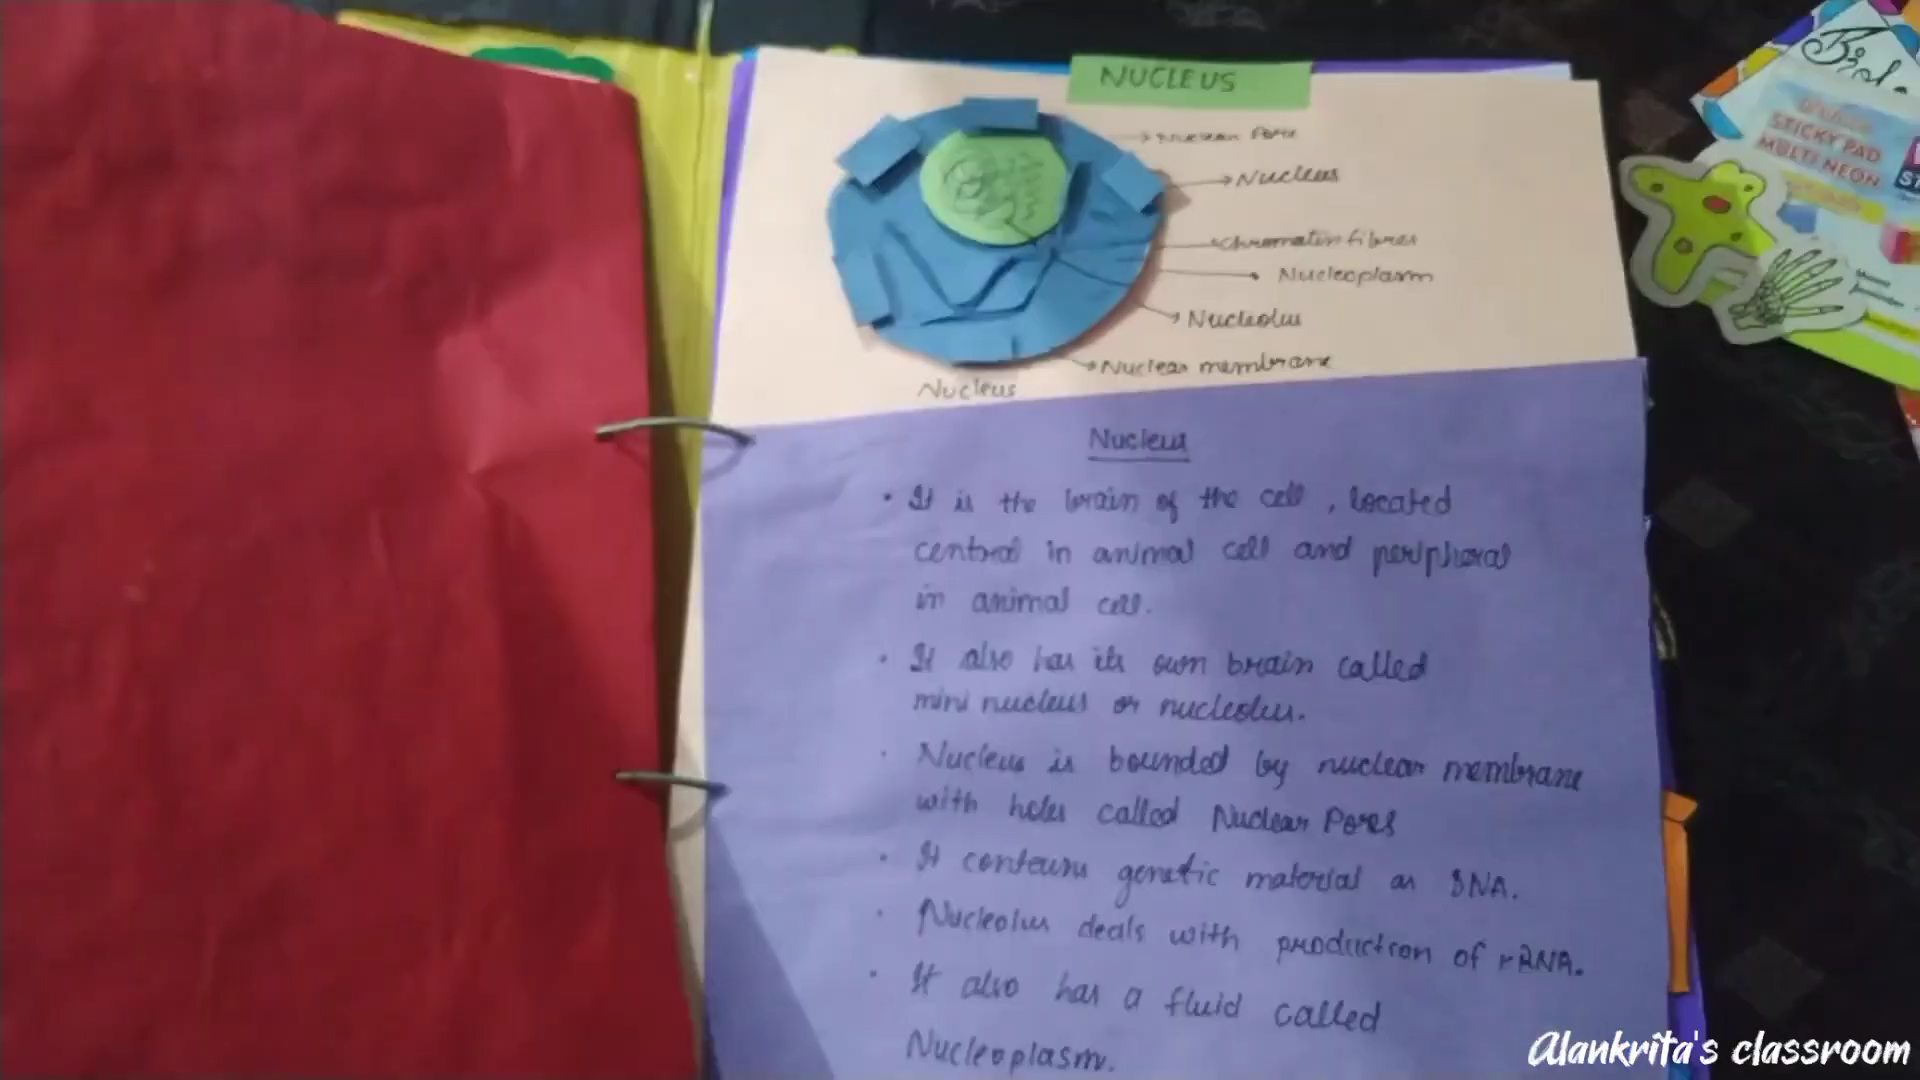 NUCLEUS
Nuclear Pore
Nucleus
Chromatin fibres
Nucleoplasm
Nucleolus
Nuclear membrane
Nucleus
Nucleus
• It is the brain of the cell, located
central in animal cell and peripheral
in animal cell.
• It also has its own brain called
mini nucleus or nucleolus.
• Nucleus is bounded by nuclear membrane
with holes called Nuclear Pores
• It contains genetic material as DNA.
• Nucleolus deals with production of rRNA.
• It also has a fluid called
Nucleoplasm.
STICKY PAD
MULTI NEON
Alankrita's classroom